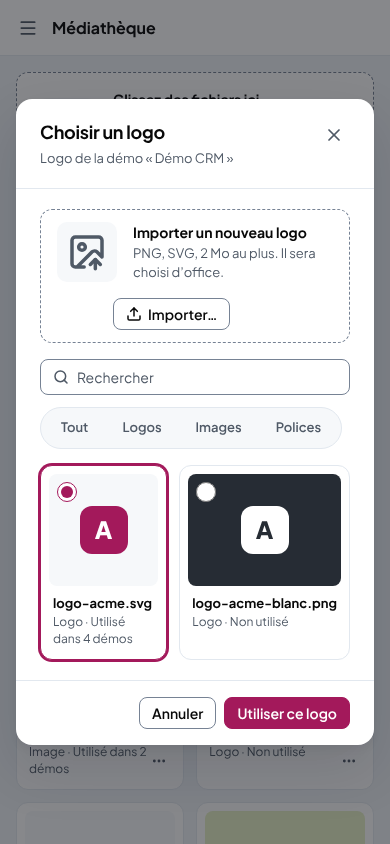 Médiathèque
Choisir un logo
Logo de la démo « Démo CRM »
Importer un nouveau logo
PNG, SVG, 2 Mo au plus. Il sera
choisi d'office.
Importer…
Rechercher
Tout
Logos
Images
Polices
A
A
logo-acme.svg
Logo · Utilisé
dans 4 démos
logo-acme-blanc.png
Logo · Non utilisé
Annuler
Utiliser ce logo
Image · Utilisé dans 2
démos
Logo · Non utilisé